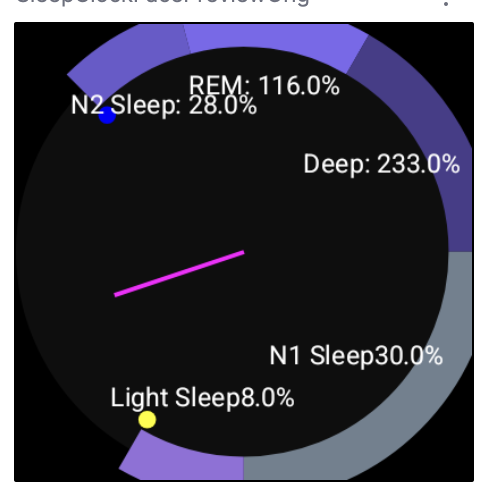 REM: 116.0%
N2 Sleep: 28.0%
Deep: 233.0%
N1 Sleep30.0%
Light Sleep8.0%